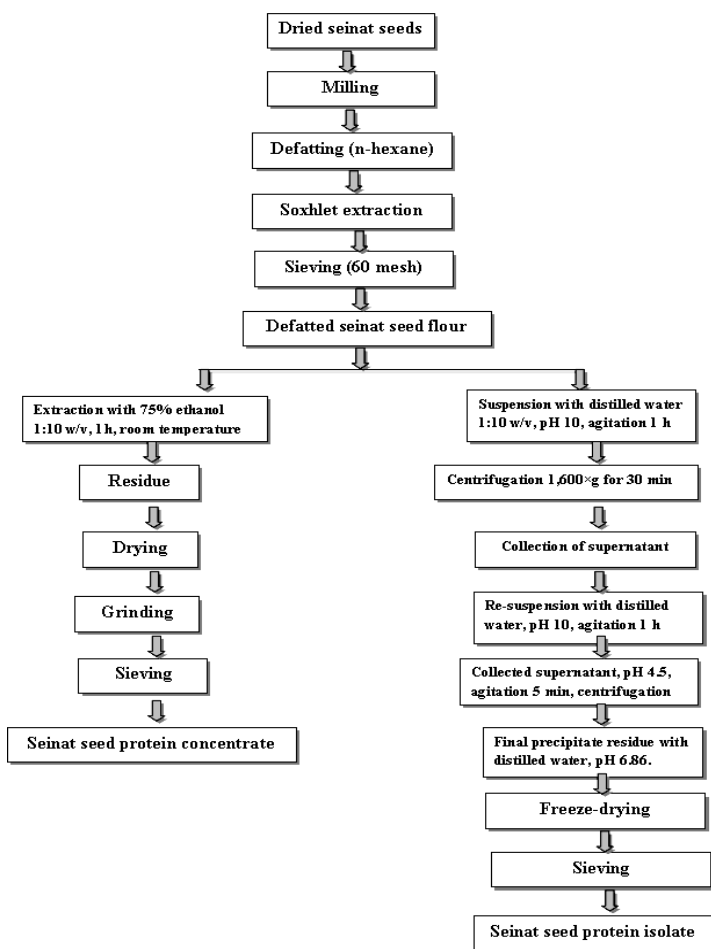 Dried seinat seeds
Milling
Defatting (n-hexane)
Soxhlet extraction
Sieving (60 mesh)
Defatted seinat seed flour
Extraction with 75% ethanol
1:10 w/v, 1h, room temperature
Residue
Drying
Grinding
Sieving
Seinat seed protein concentrate
Suspension with distilled water
1:10 w/v, pH 10, agitation 1 h
Centrifugation 1,600×g for 30 min
Collection of supernatant
Re-suspension with distilled
water, pH 10, agitation 1 h
Collected supernatant, pH 4.5,
agitation 5 min, centrifugation
Final precipitate residue with
distilled water, pH 6.86.
Freeze-drying
Sieving
Seinat seed protein isolate